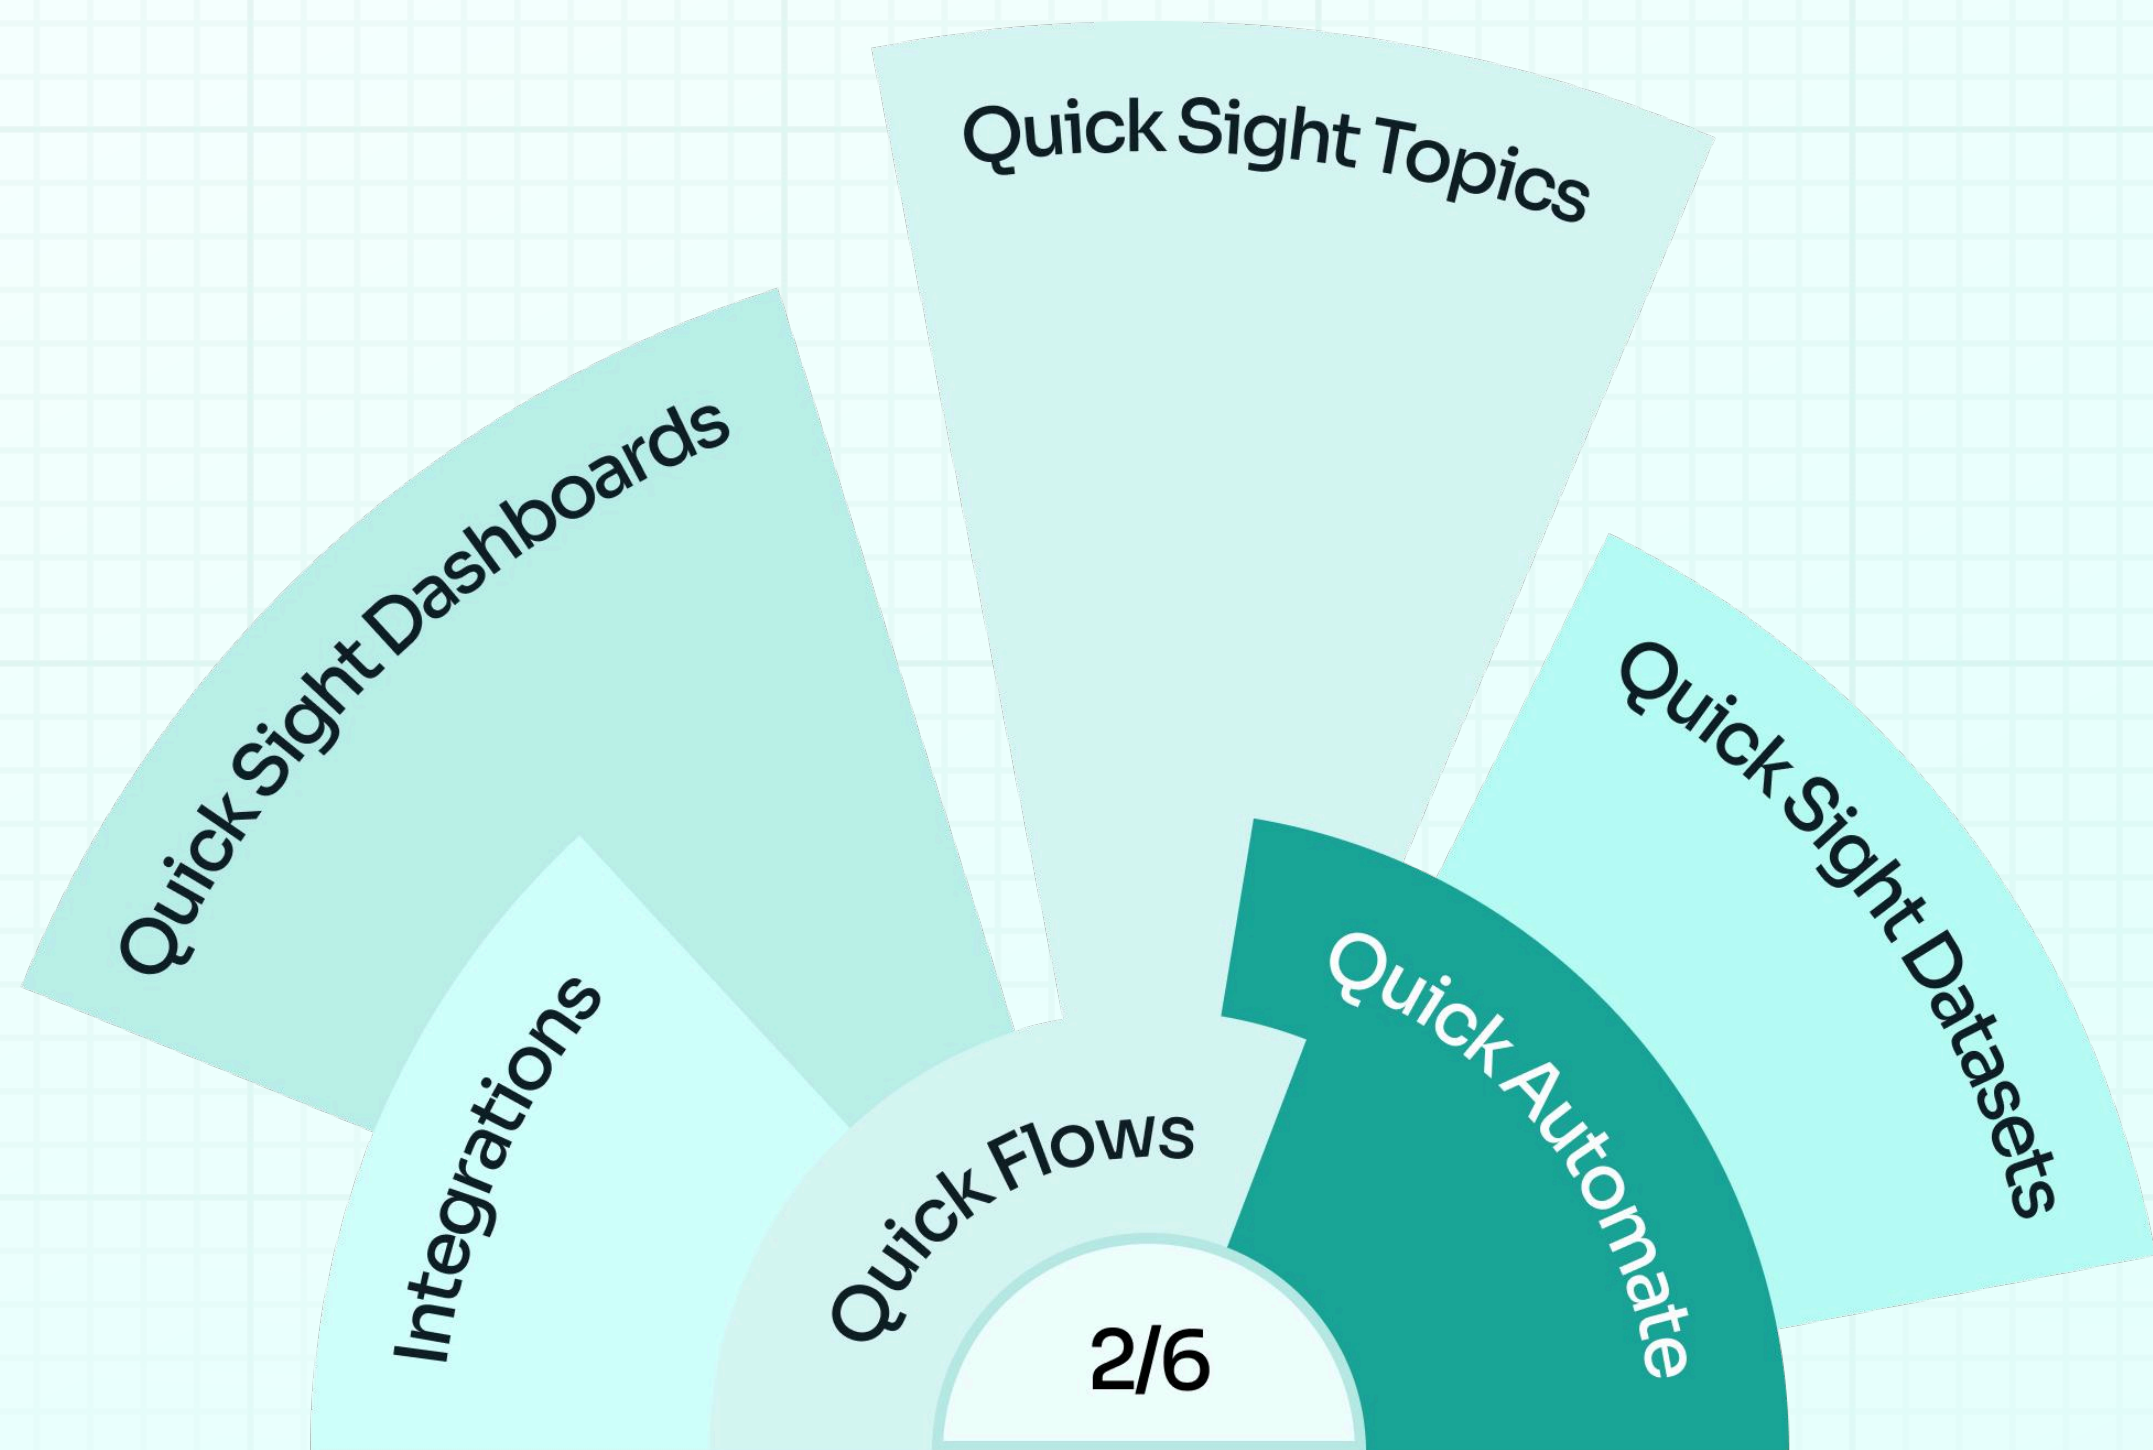 Quick Sight Topics
Quick Sight Dashboards
Quick Sight Datasets
Integrations
Quick Automate
Quick Flows
2/6